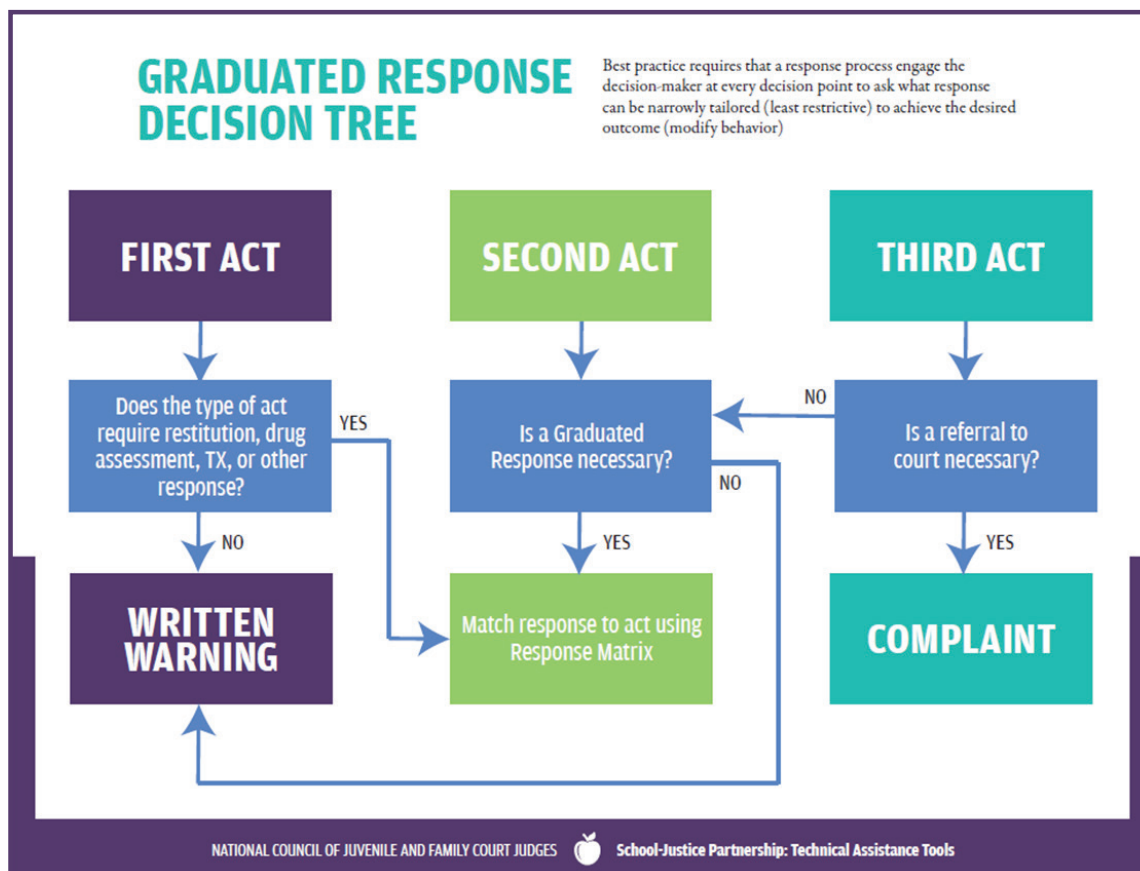 GRADUATED RESPONSE
DECISION TREE
Best practice requires that a response process engage the
decision-maker at every decision point to ask what response
can be narrowly tailored (least restrictive) to achieve the desired
outcome (modify behavior)
FIRST ACT
SECOND ACT
THIRD ACT
Does the type of act
require restitution, drug
assessment, TX, or other
response?
YES
NO
Is a Graduated
Response necessary?
NO
YES
NO
Is a referral to
court necessary?
YES
WRITTEN
WARNING
Match response to act using
Response Matrix
COMPLAINT
NATIONAL COUNCIL OF JUVENILE AND FAMILY COURT JUDGES
School-Justice Partnership: Technical Assistance Tools